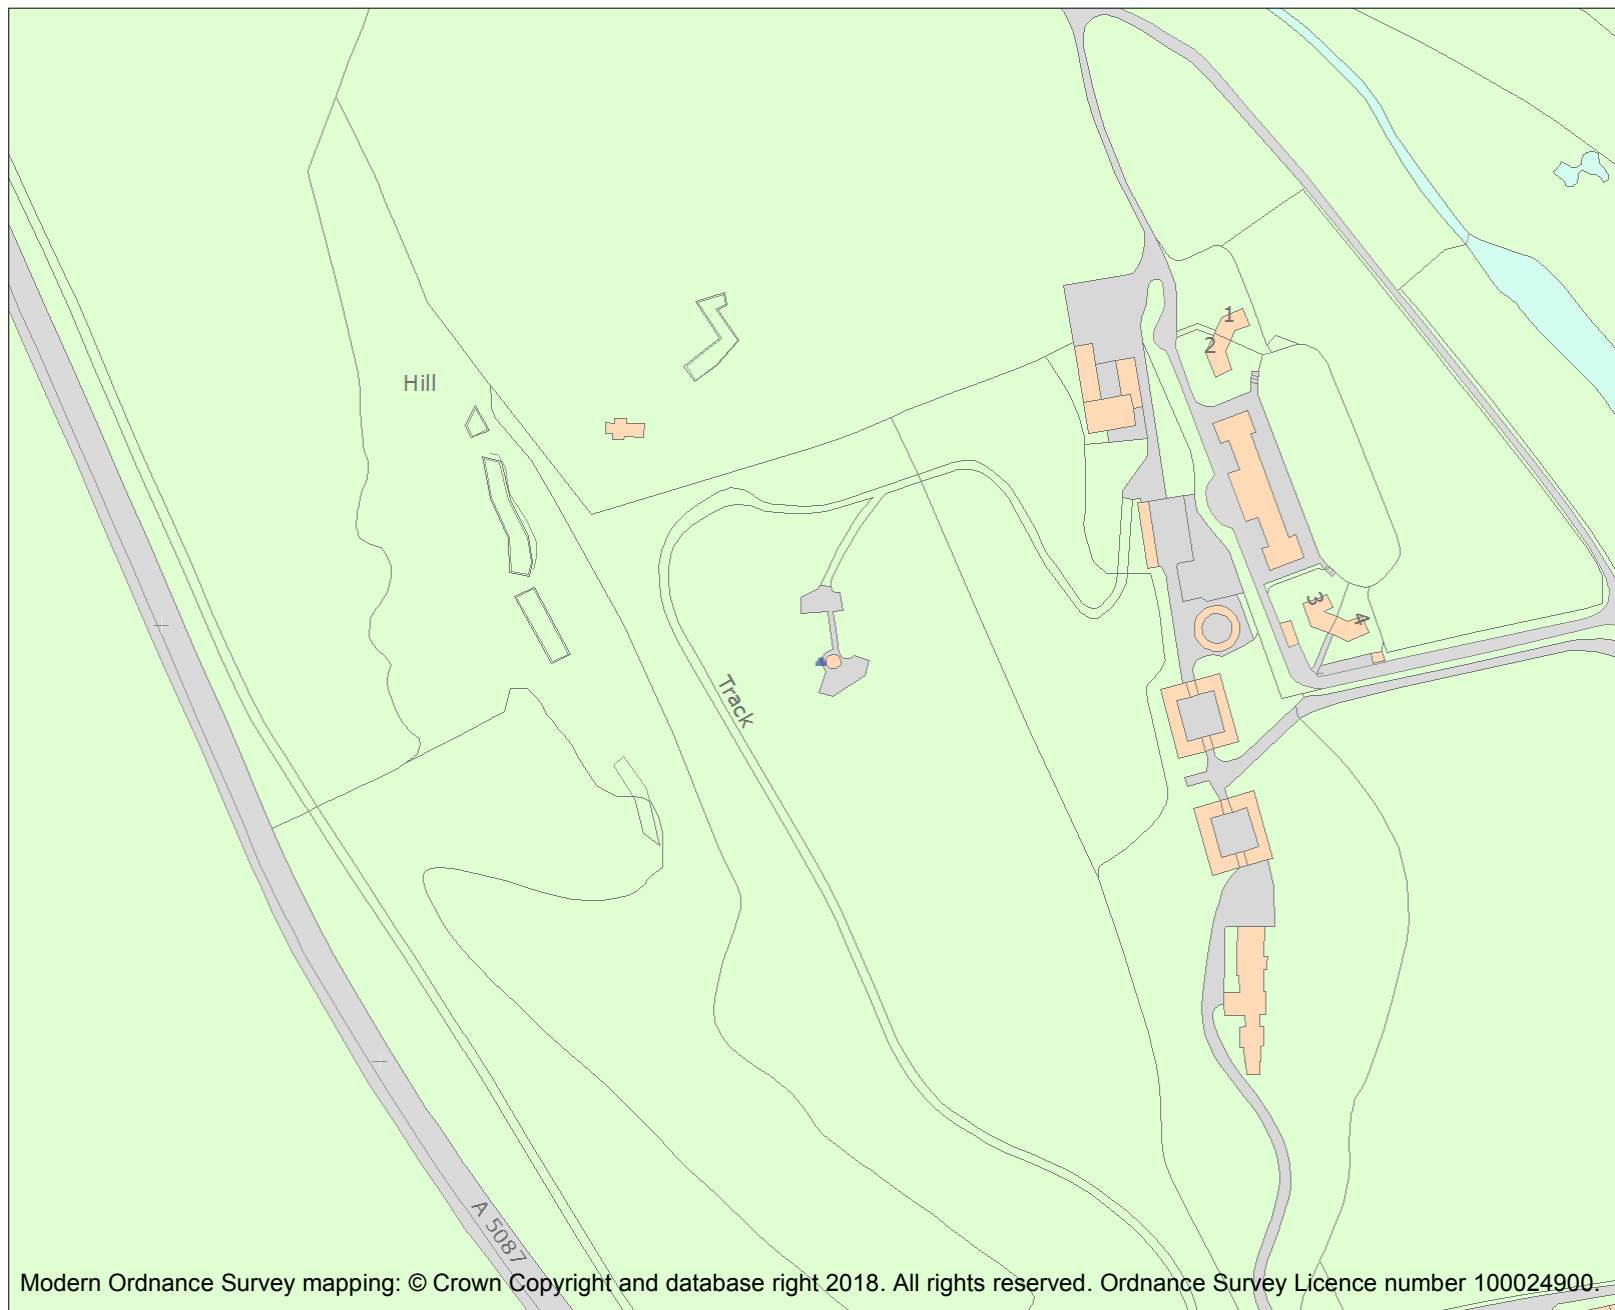 1
2
Hill
3
4
Track
A 5087
Modern Ordnance Survey mapping: © Crown Copyright and database right 2018. All rights reserved. Ordnance Survey Licence number 100024900.